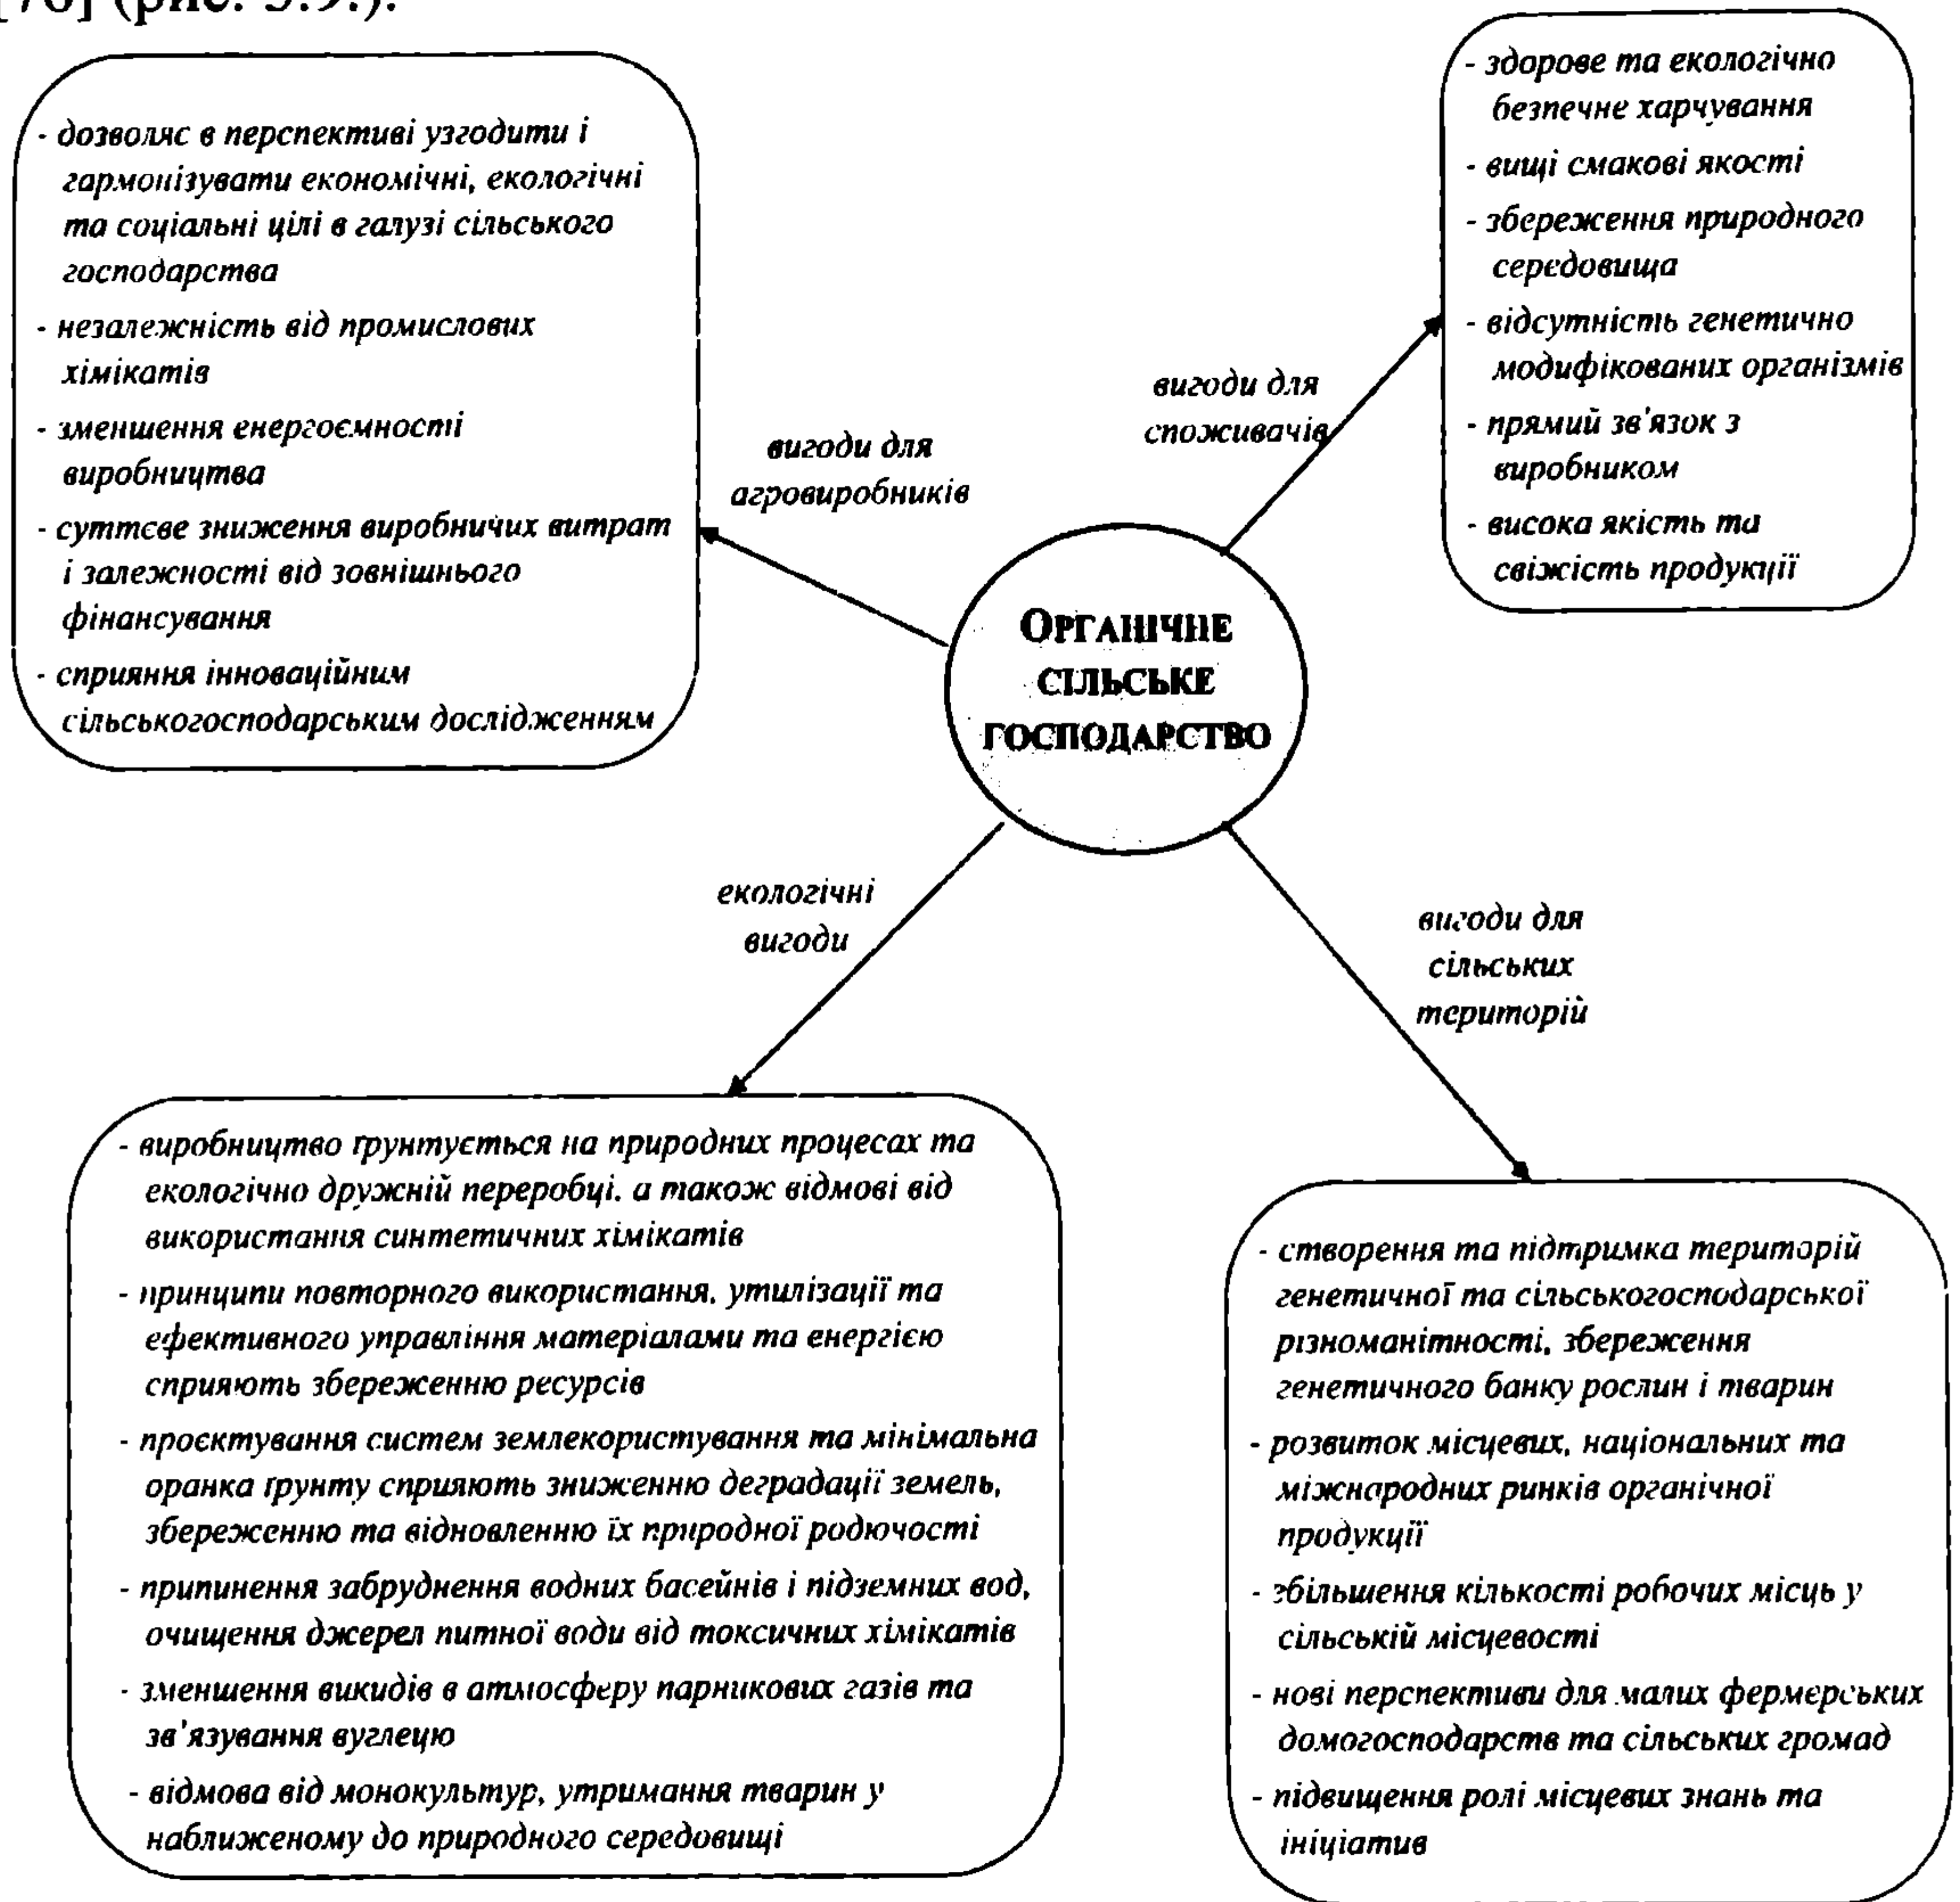 [76] (рис. 3.9.).
- дозволяє в перспективі узгодити і
гармонізувати економічні, екологічні
та соціальні цілі в галузі сільського
господарства
- незалежність від промислових
хімікатів
- зменшення енергоємності
виробництва
- суттєве зниження виробничих витрат
і залежності від зовнішнього
фінансування
- сприяння інноваційним
сільськогосподарським дослідженням
вигоди для
агровиробників
вигоди для
споживачів
- здорове та екологічно
безпечне харчування
- вищі смакові якості
- збереження природного
середовища
- відсутність генетично
модифікованих організмів
- прямий зв'язок з
виробником
- висока якість та
свіжість продукції
ОРГАНІЧНЕ
СІЛЬСЬКЕ
ГОСПОДАРСТВО
екологічні
вигоди
вигоди для
сільських
територій
- виробництво ґрунтується на природних процесах та
екологічно дружній переробці. а також відмові від
використання синтетичних хімікатів
- принципи повторного використання, утилізації та
ефективного управління матеріалами та енергією
сприяють збереженню ресурсів
- проєктування систем землекористування та мінімальна
оранка ґрунту сприяють зниженню деградації земель,
збереженню та відновленню їх природної родючості
- припинення забруднення водних басейнів і підземних вод,
очищення джерел питної води від токсичних хімікатів
- зменшення викидів в атмосферу парникових газів та
зв'язування вуглецю
- відмова від монокультур, утримання тварин у
наближеному до природного середовищі
- створення та підтримка територій
генетичної та сільськогосподарської
різноманітності, збереження
генетичного банку рослин і тварин
- розвиток місцевих, національних та
міжнародних ринків органічної
продукції
- збільшення кількості робочих місць у
сільській місцевості
- нові перспективи для малих фермерських
домогосподарств та сільських громад
- підвищення ролі місцевих знань та
ініціатив